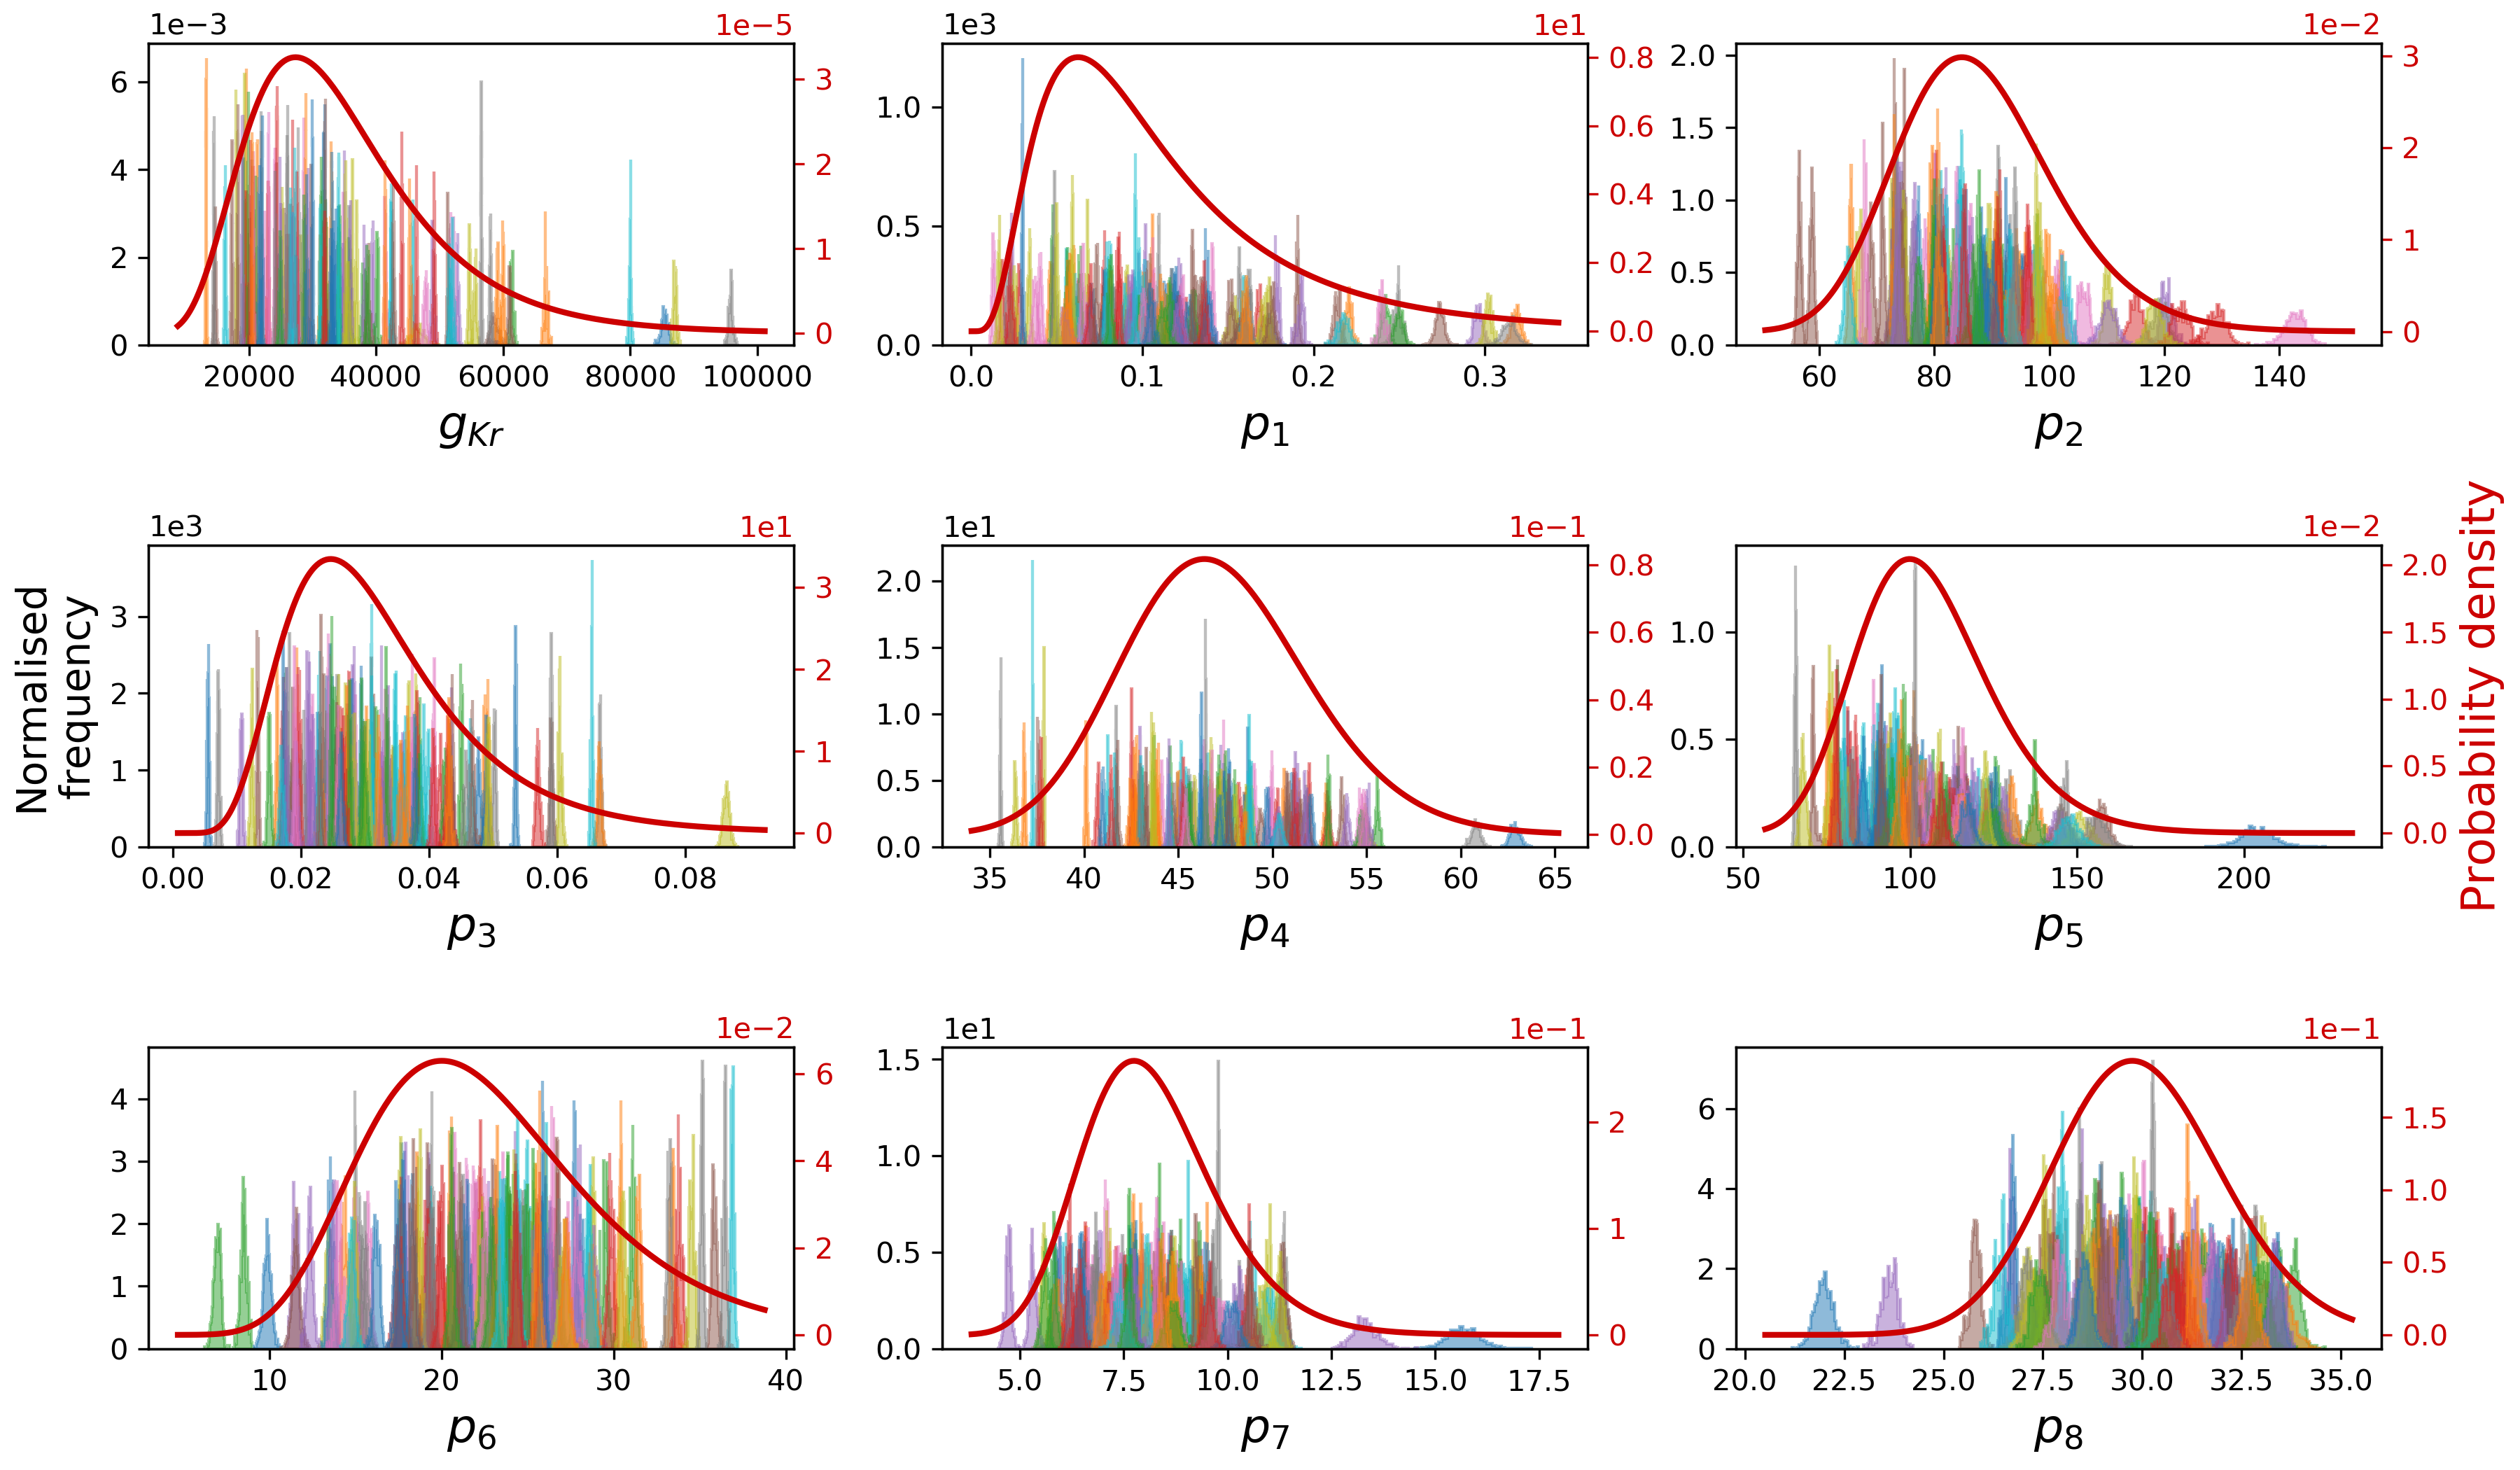 1e−3 1e−5
6
4
2
0
3
2
1
0
20000 40000 60000 80000 100000
g_Kr
1e3 1e1
1.0
0.5
0.0
0.8
0.6
0.4
0.2
0.0
0.0 0.1 0.2 0.3
p_1
1e−2
2.0
1.5
1.0
0.5
0.0
3
2
1
0
60 80 100 120 140
p_2
Normalised
frequency
1e3 1e1
3
2
1
0
3
2
1
0
0.00 0.02 0.04 0.06 0.08
p_3
1e1 1e−1
2.0
1.5
1.0
0.5
0.0
0.8
0.6
0.4
0.2
0.0
35 40 45 50 55 60 65
p_4
1e−2
1.0
0.5
0.0
2.0
1.5
1.0
0.5
0.0
50 100 150 200
p_5
Probability density
1e−2
4
3
2
1
0
6
4
2
0
10 20 30 40
p_6
1e1 1e−1
1.5
1.0
0.5
0.0
2
1
0
5.0 7.5 10.0 12.5 15.0 17.5
p_7
1e−1
6
4
2
0
1.5
1.0
0.5
0.0
20.0 22.5 25.0 27.5 30.0 32.5 35.0
p_8